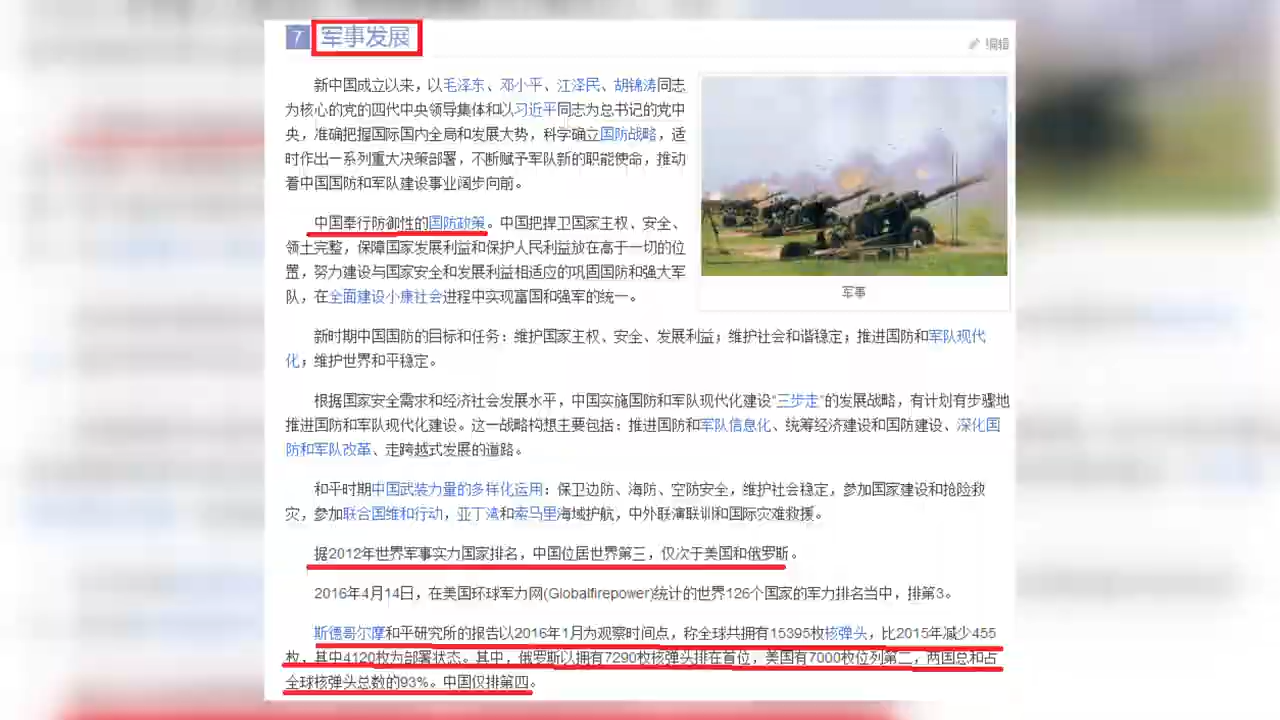 7 军事发展
编辑
新中国成立以来，以毛泽东、邓小平、江泽民、胡锦涛同志
为核心的党的四代中央领导集体和以习近平同志为总书记的党中
央，准确把握国际国内全局和发展大势，科学确立国防战略，适
时作出一系列重大决策部署，不断赋予军队新的职能使命，推动
着中国国防和军队建设事业阔步向前。
中国奉行防御性的国防政策。中国把捍卫国家主权、安全、
领土完整，保障国家发展利益和保护人民利益放在高于一切的位
置，努力建设与国家安全和发展利益相适应的巩固国防和强大军
队，在全面建设小康社会进程中实现富国和强军的统一。
军事
新时期中国国防的目标和任务：维护国家主权、安全、发展利益；维护社会和谐稳定；推进国防和军队现代
化；维护世界和平稳定。
根据国家安全需求和经济社会发展水平，中国实施国防和军队现代化建设“三步走”的发展战略，有计划有步骤地
推进国防和军队现代化建设。这一战略构想主要包括：推进国防和军队信息化、统筹经济建设和国防建设、深化国
防和军队改革、走跨越式发展的道路。
和平时期中国武装力量的多样化运用：保卫边防、海防、空防安全，维护社会稳定，参加国家建设和抢险救
灾，参加联合国维和行动，亚丁湾和索马里海域护航，中外联演联训和国际灾难救援。
据2012年世界军事实力国家排名，中国位居世界第三，仅次于美国和俄罗斯。
2016年4月14日，在美国环球军力网(Globalfirepower)统计的世界126个国家的军力排名当中，排第3。
斯德哥尔摩和平研究所的报告以2016年1月为观察时间点，称全球共拥有15395枚核弹头，比2015年减少455
枚，其中4120枚为部署状态。其中，俄罗斯以拥有7290枚核弹头排在首位，美国有7000枚位列第二，两国总和占
全球核弹头总数的93%。中国仅排第四。